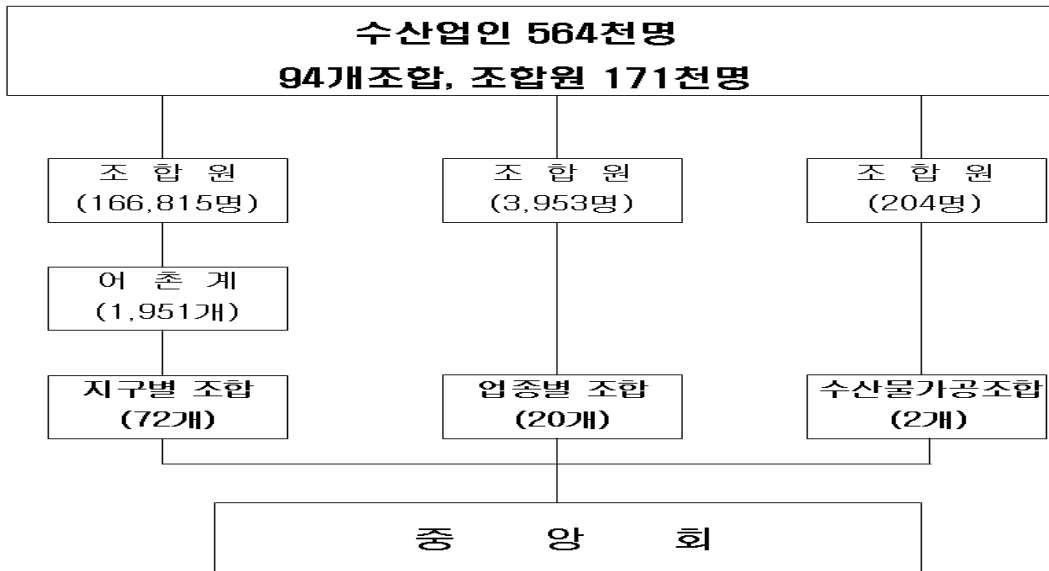 수산업인 564천명
94개조합, 조합원 171천명
조 합 원
(166,815명)
조 합 원
(3,953명)
조 합 원
(204명)
어 촌 계
(1,951개)
지구별 조합
(72개)
업종별 조합
(20개)
수산물가공조합
(2개)
중 앙 회